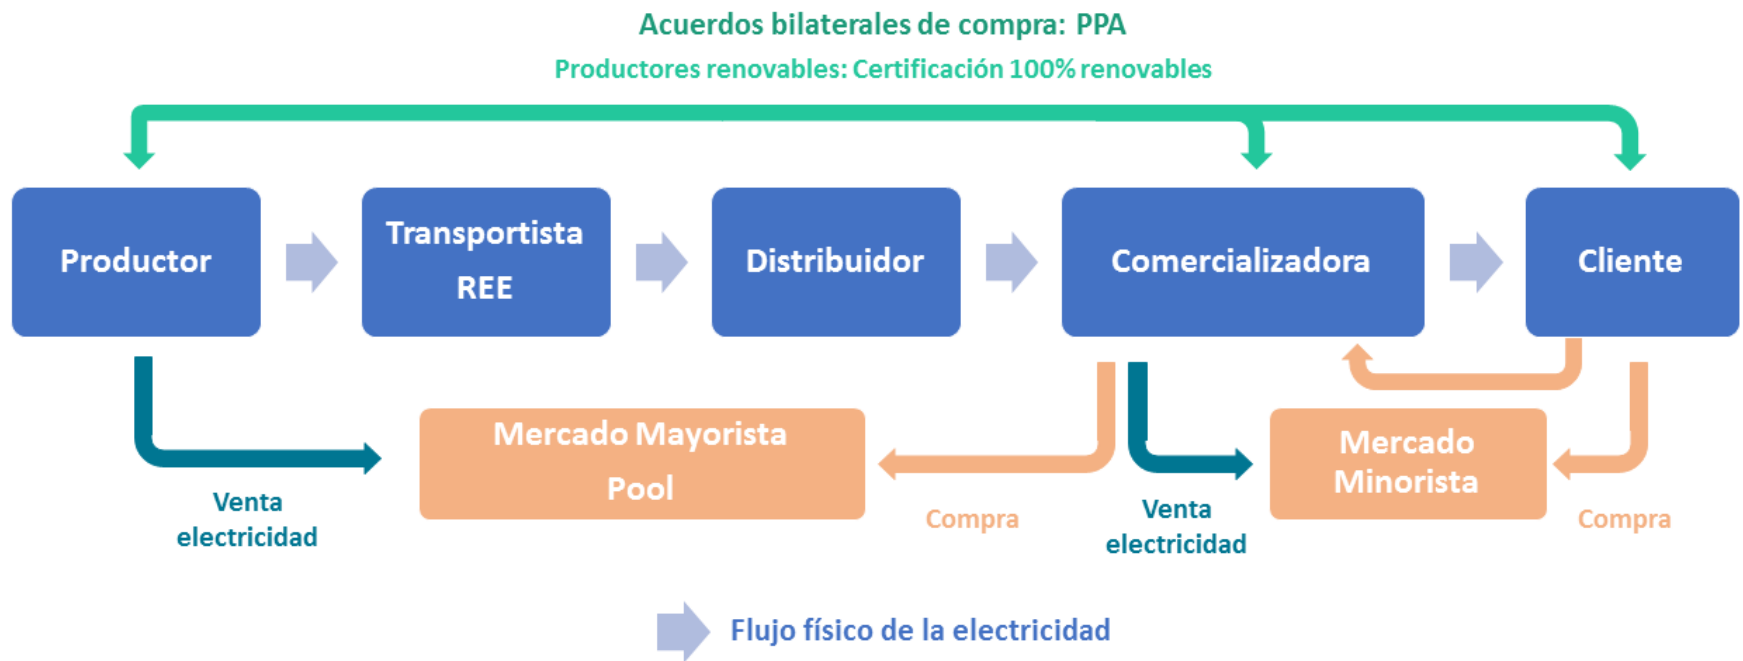 Acuerdos bilaterales de compra: PPA
Productores renovables: Certificación 100% renovables
Productor
Transportista
REE
Distribuidor
Comercializadora
Cliente
Mercado Mayorista
Pool
Mercado
Minorista
Venta
electricidad
Compra
Venta
electricidad
Compra
Flujo físico de la electricidad